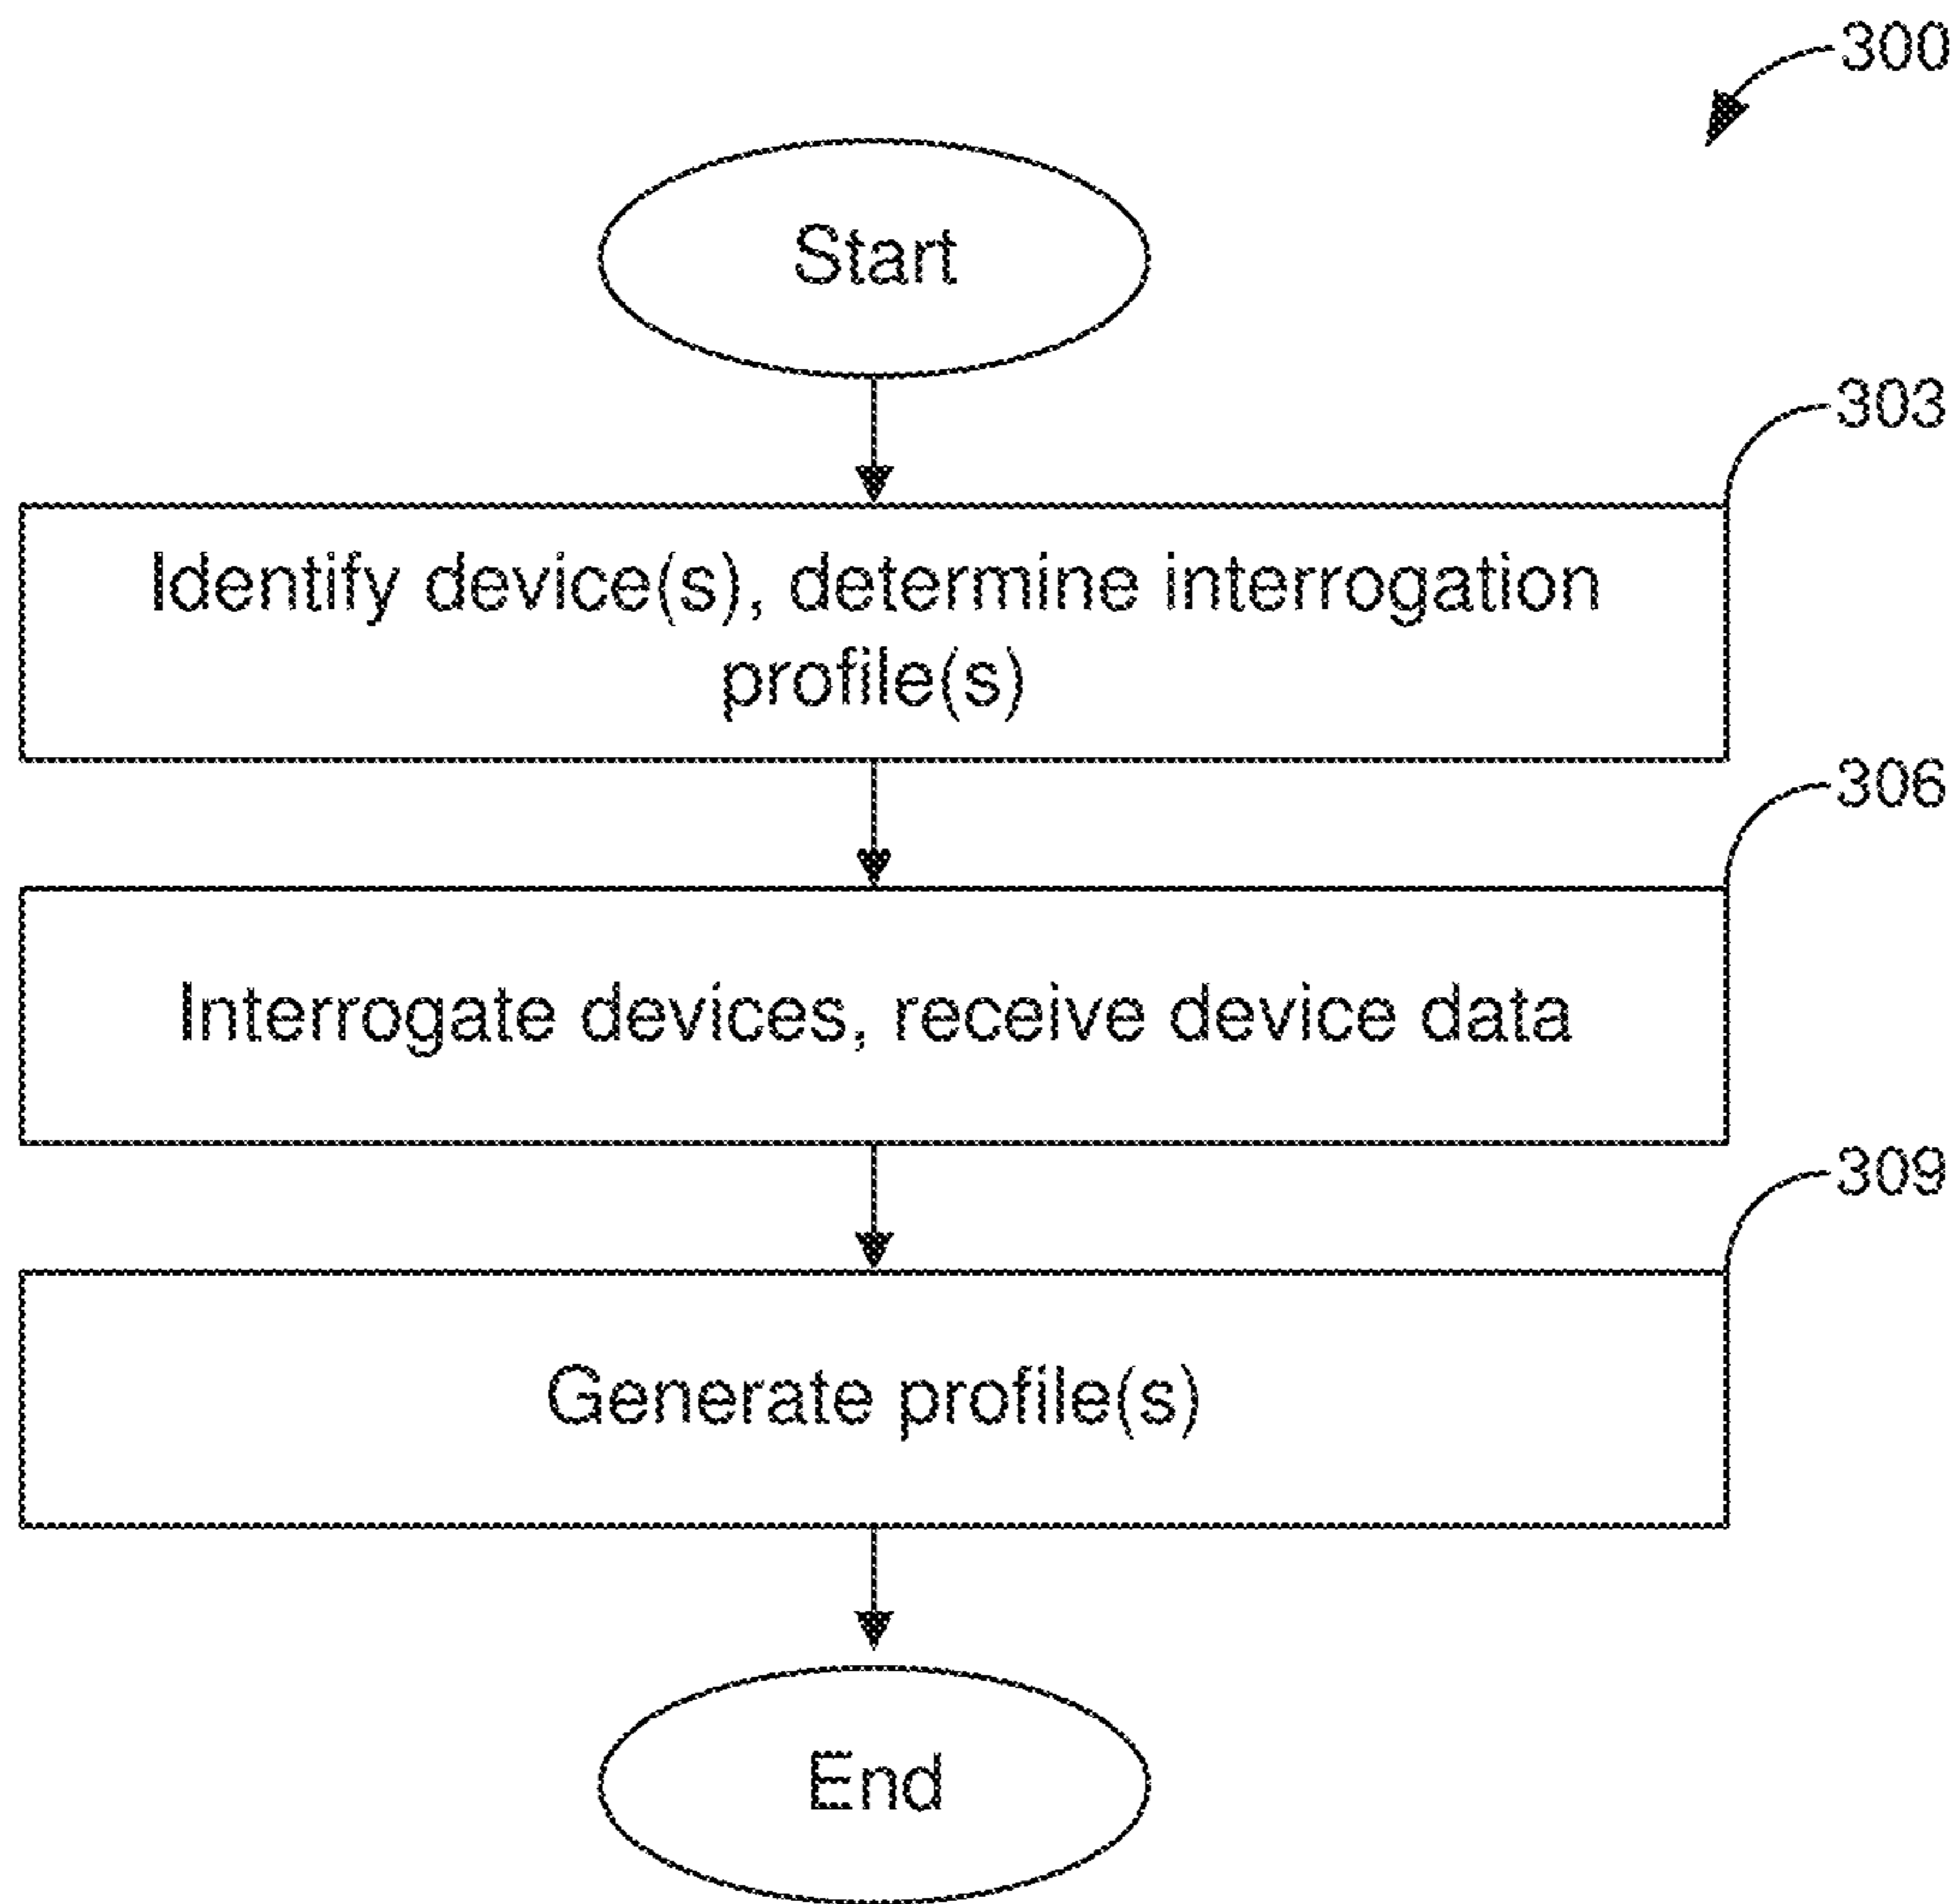 300
Start
303
Identify device(s), determine interrogation
profile(s)
306
Interrogate devices, receive device data
309
Generate profile(s)
End